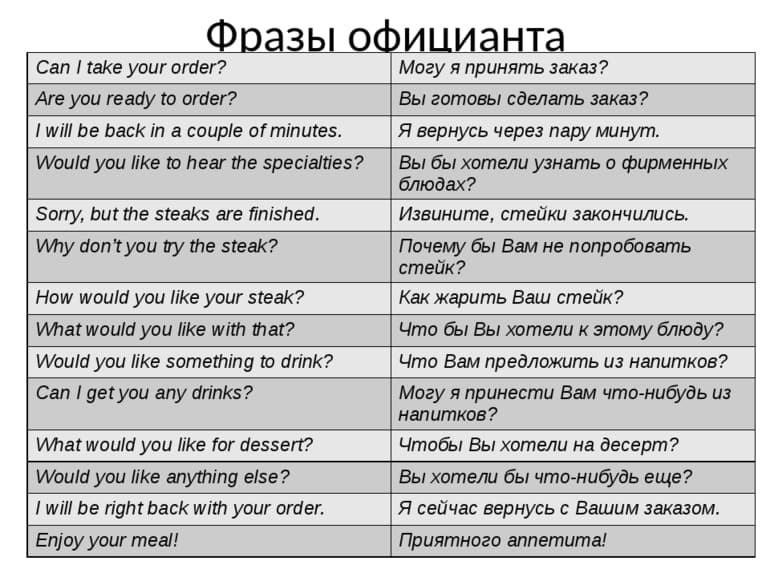 Фразы официанта
Can I take your order? Могу я принять заказ?
Are you ready to order? Вы готовы сделать заказ?
I will be back in a couple of minutes. Я вернусь через пару минут.
Would you like to hear the specialties? Вы бы хотели узнать о фирменных
блюдах?
Sorry, but the steaks are finished. Извините, стейки закончились.
Why don’t you try the steak? Почему бы Вам не попробовать
стейк?
How would you like your steak? Как жарить Ваш стейк?
What would you like with that? Что бы Вы хотели к этому блюду?
Would you like something to drink? Что Вам предложить из напитков?
Can I get you any drinks? Могу я принести Вам что-нибудь из
напитков?
What would you like for dessert? Чтобы Вы хотели на десерт?
Would you like anything else? Вы хотели бы что-нибудь еще?
I will be right back with your order. Я сейчас вернусь с Вашим заказом.
Enjoy your meal! Приятного аппетита!